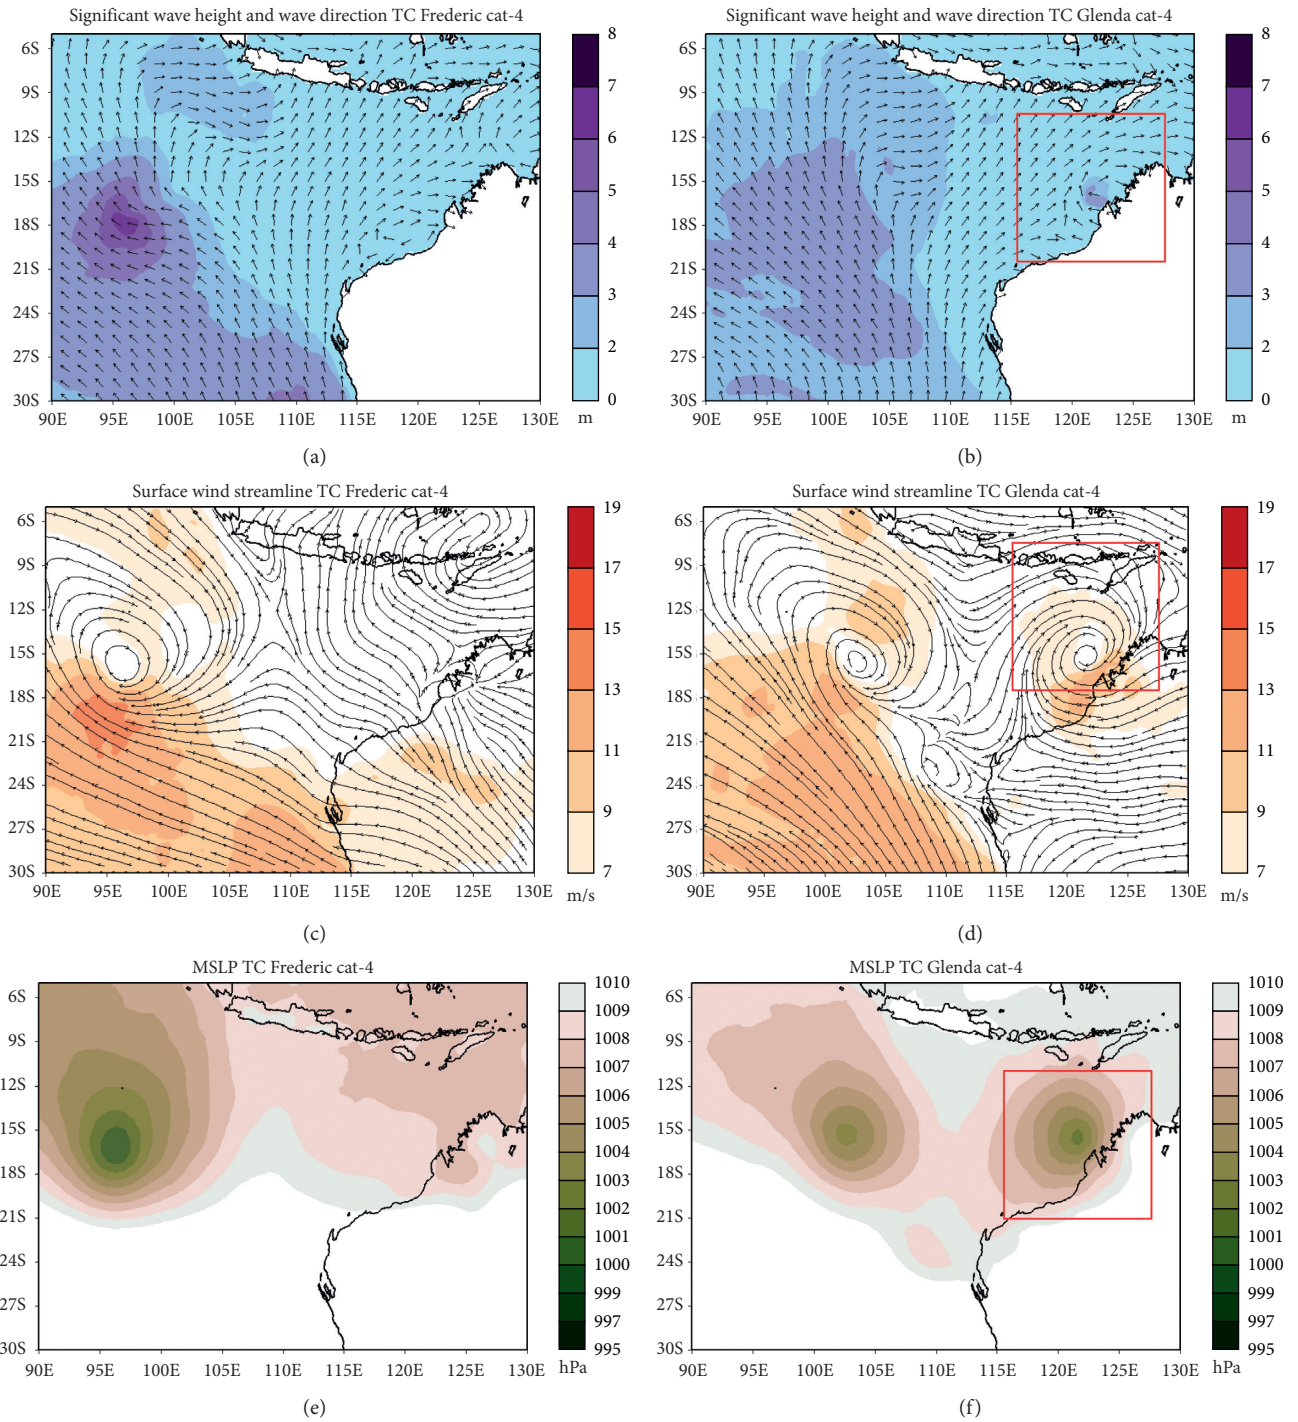 Significant wave height and wave direction TC Frederic cat-4
6S
9S
12S
15S
18S
21S
24S
27S
30S
90E 95E 100E 105E 110E 115E 120E 125E 130E
8
7
6
5
4
3
2
0
m
(a)
Significant wave height and wave direction TC Glenda cat-4
6S
9S
12S
15S
18S
21S
24S
27S
30S
90E 95E 100E 105E 110E 115E 120E 125E 130E
8
7
6
5
4
3
2
0
m
(b)
Surface wind streamline TC Frederic cat-4
6S
9S
12S
15S
18S
21S
24S
27S
30S
90E 95E 100E 105E 110E 115E 120E 125E 130E
19
17
15
13
11
9
7
m/s
(c)
Surface wind streamline TC Glenda cat-4
6S
9S
12S
15S
18S
21S
24S
27S
30S
90E 95E 100E 105E 110E 115E 120E 125E 130E
19
17
15
13
11
9
7
m/s
(d)
MSLP TC Frederic cat-4
6S
9S
12S
15S
18S
21S
24S
27S
30S
90E 95E 100E 105E 110E 115E 120E 125E 130E
1010
1009
1008
1007
1006
1005
1004
1003
1002
1001
1000
999
997
995
hPa
(e)
MSLP TC Glenda cat-4
6S
9S
12S
15S
18S
21S
24S
27S
30S
90E 95E 100E 105E 110E 115E 120E 125E 130E
1010
1009
1008
1007
1006
1005
1004
1003
1002
1001
1000
999
997
995
hPa
(f)